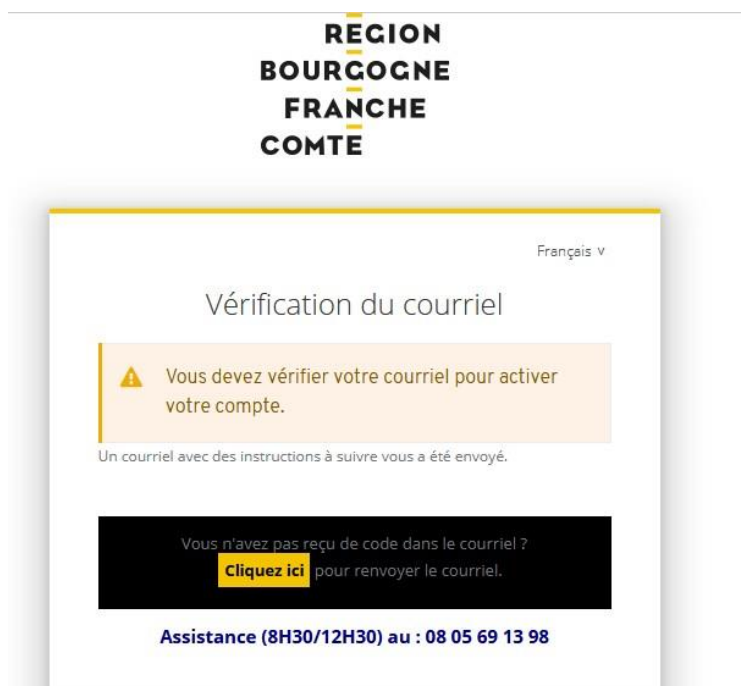 REGION
BOURGOGNE
FRANCHE
COMTE
Français v
Vérification du courriel
Vous devez vérifier votre courriel pour activer
votre compte.
Un courriel avec des instructions à suivre vous a été envoyé.
Vous n'avez pas reçu de code dans le courriel ?
Cliquez ici pour renvoyer le courriel.
Assistance (8H30/12H30) au : 08 05 69 13 98